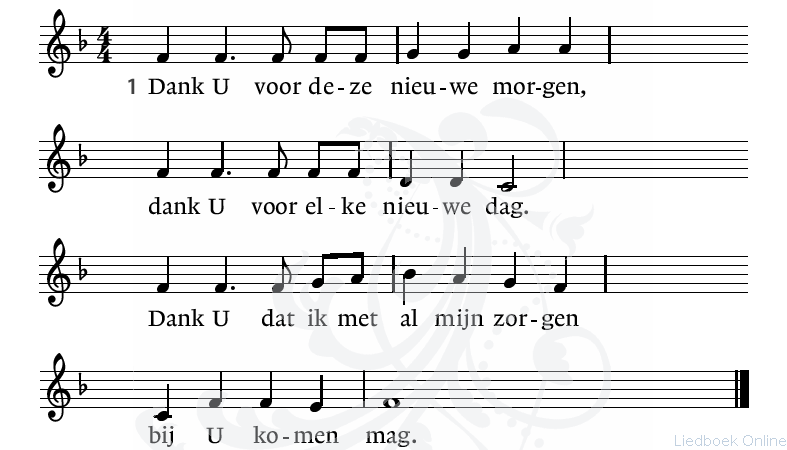 1 Dank U voor de-ze nieu-we mor-gen,
dank U voor el-ke nieu-we dag.
Dank U dat ik met al mijn zor-gen
bij U ko-men mag.
Liedboek Online